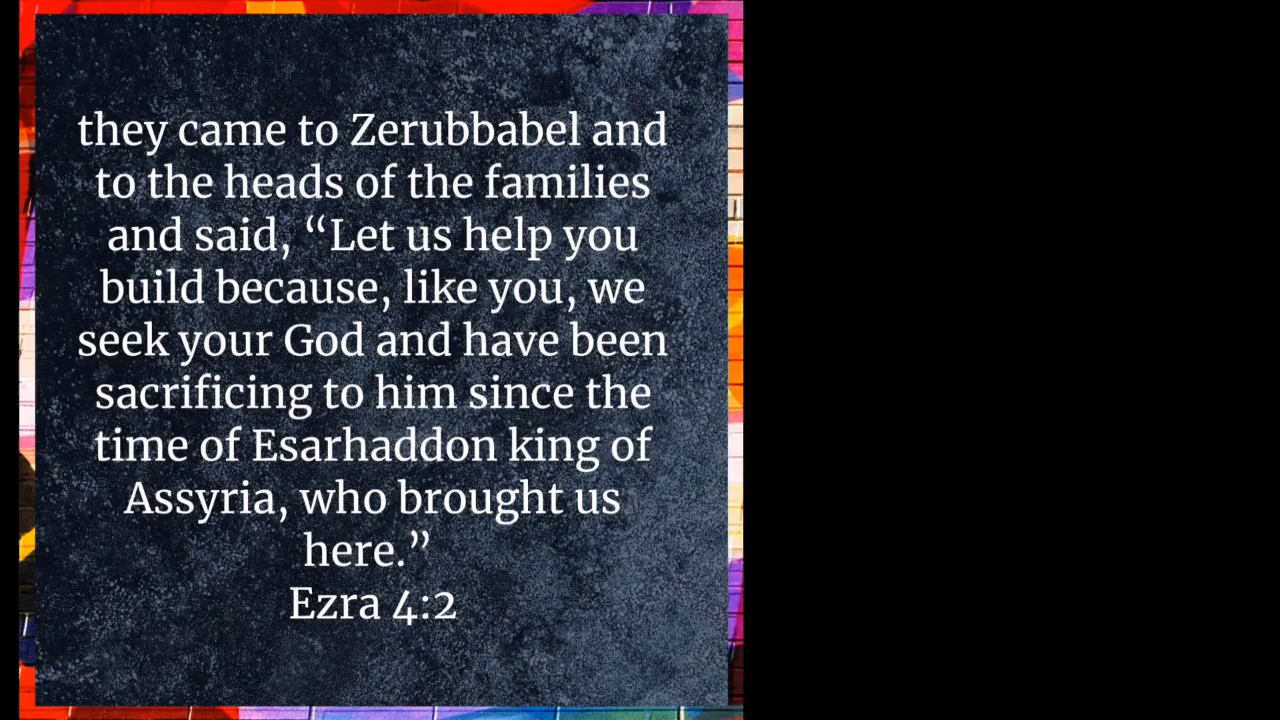 they came to Zerubbabel and
to the heads of the families
and said, “Let us help you
build because, like you, we
seek your God and have been
sacrificing to him since the
time of Esarhaddon king of
Assyria, who brought us
here.”
Ezra 4:2